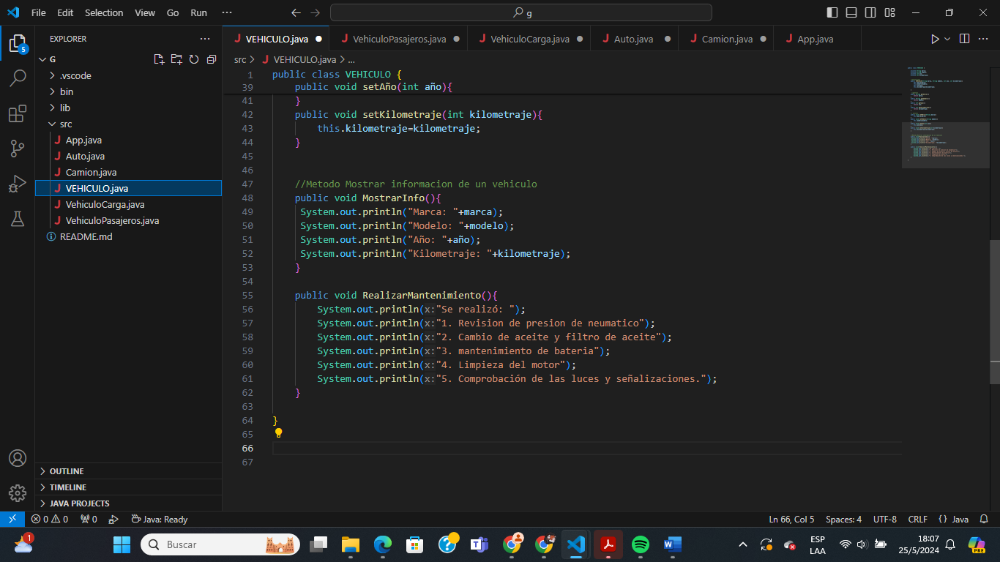 File Edit Selection View Go Run ··· g
EXPLORER ···
VEHICULO.java VehiculoPasajeros.java VehiculoCarga.java Auto.java Camion.java App.java
G
.vscode
bin
lib
src
App.java
Auto.java
Camion.java
VEHICULO.java
VehiculoCarga.java
VehiculoPasajeros.java
README.md
OUTLINE
TIMELINE
JAVA PROJECTS
5
src > VEHICULO.java > ...
1 public class VEHICULO {
39 public void setAño(int año){
41 }
42 public void setKilometraje(int kilometraje){
43 this.kilometraje=kilometraje;
44 }
45
46
47 //Metodo Mostrar informacion de un vehiculo
48 public void MostrarInfo(){
49 System.out.println("Marca: "+marca);
50 System.out.println("Modelo: "+modelo);
51 System.out.println("Año: "+año);
52 System.out.println("Kilometraje: "+kilometraje);
53 }
54
55 public void RealizarMantenimiento(){
56 System.out.println(x:"Se realizó: ");
57 System.out.println(x:"1. Revision de presion de neumatico");
58 System.out.println(x:"2. Cambio de aceite y filtro de aceite");
59 System.out.println(x:"3. mantenimiento de bateria");
60 System.out.println(x:"4. Limpieza del motor");
61 System.out.println(x:"5. Comprobación de las luces y señalizaciones.");
62 }
63
64 }
65
66
67
0 0 0 Java: Ready Ln 66, Col 5 Spaces: 4 UTF-8 CRLF {} Java
1 Buscar ESP
LAA
18:07
25/5/2024
PRE